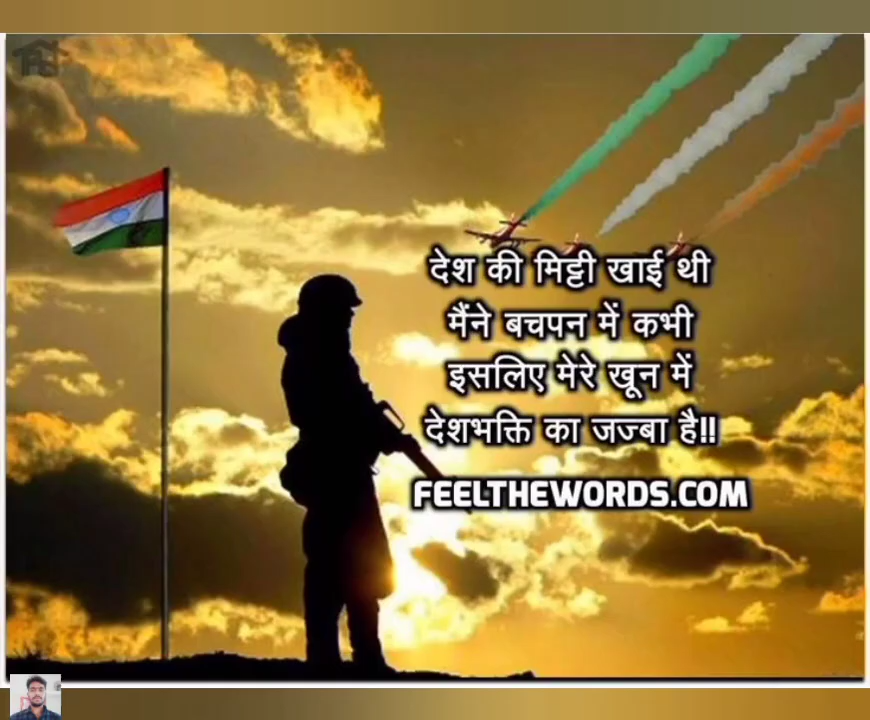 देश की मिट्टी खाई थी
मैंने बचपन में कभी
इसलिए मेरे खून में
देशभक्ति का जज्बा है!!
FEELTHEWORDS.COM